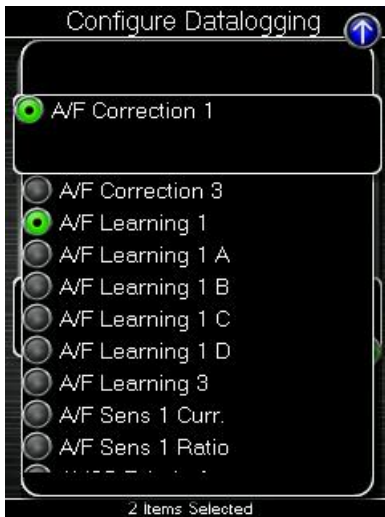 Configure Datalogging
A/F Correction 1
A/F Correction 3
A/F Learning 1
A/F Learning 1 A
A/F Learning 1 B
A/F Learning 1 C
A/F Learning 1 D
A/F Learning 3
A/F Sens 1 Curr.
A/F Sens 1 Ratio
2 Items Selected